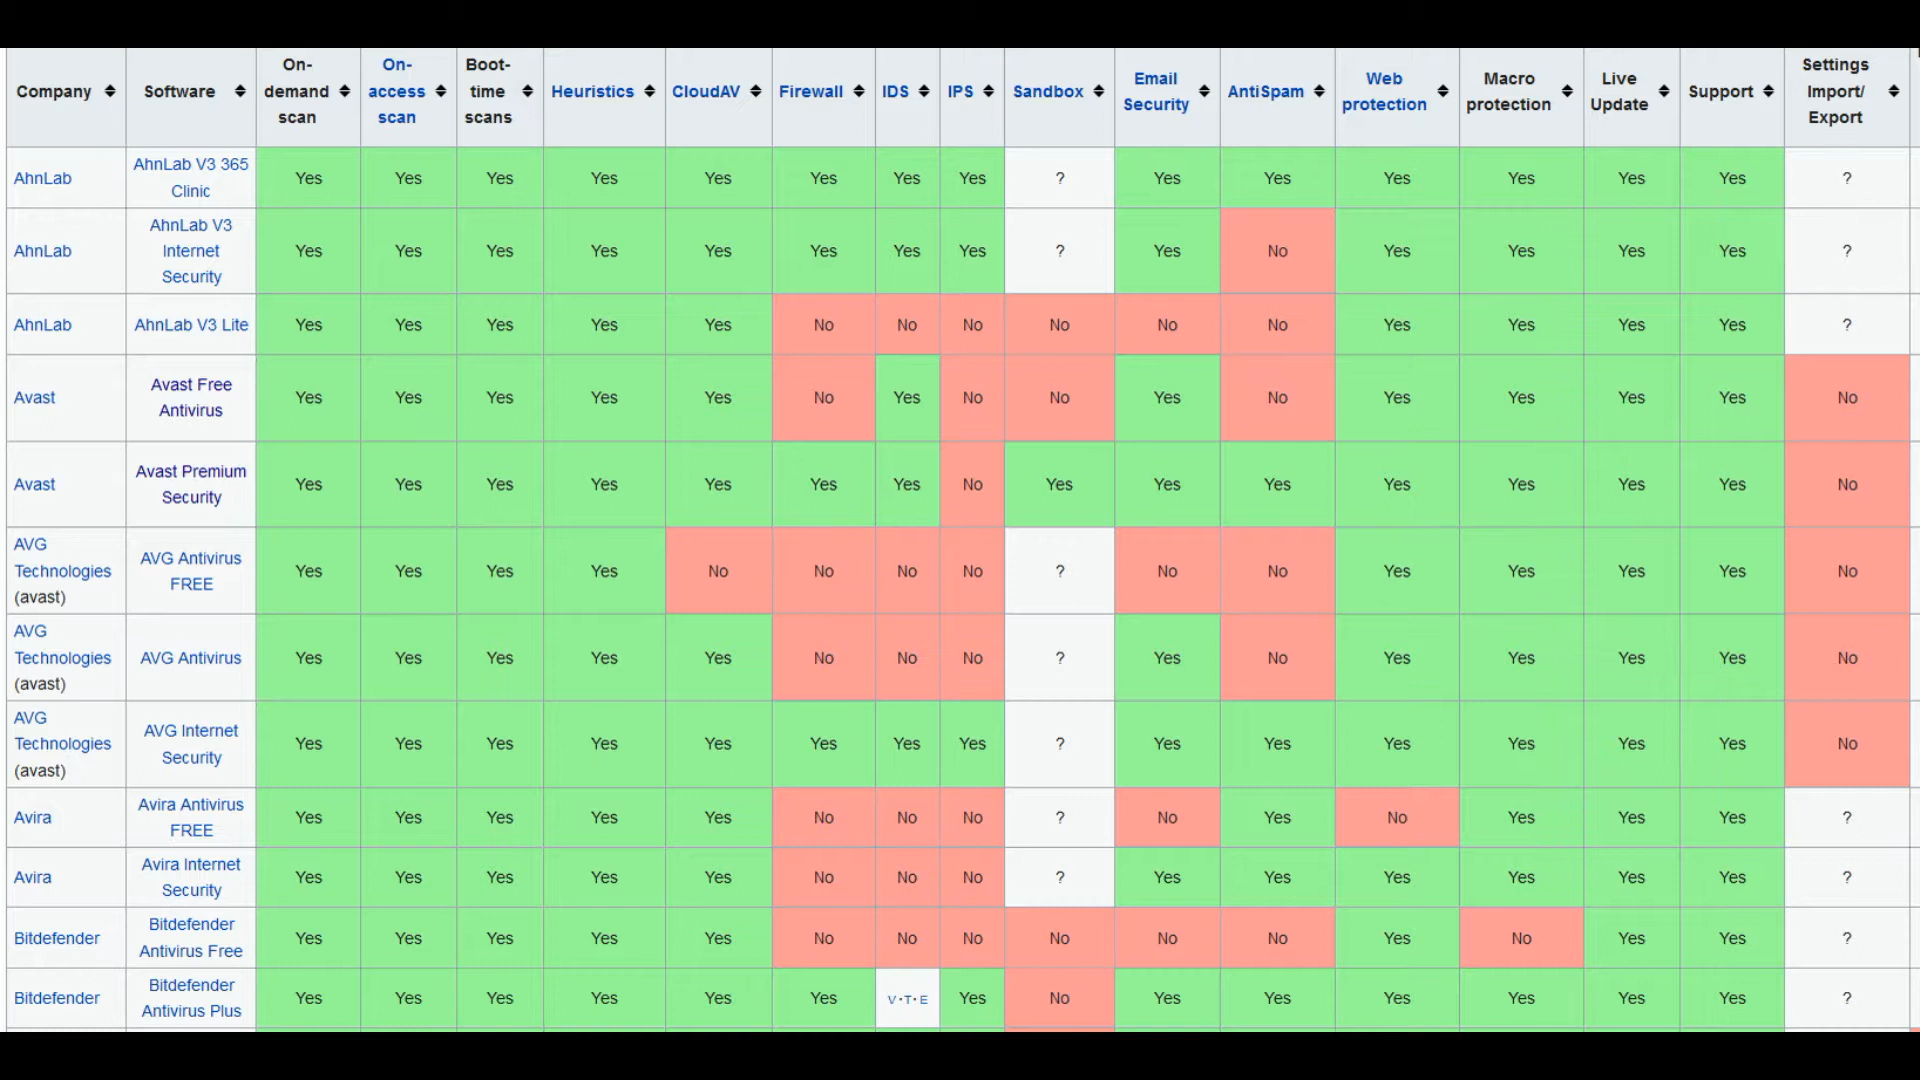 Company Software On-demand scan On-access scan Boot-time scans Heuristics CloudAV Firewall IDS IPS Sandbox Email Security AntiSpam Web protection Macro protection Live Update Support Settings Import/ Export
AhnLab AhnLab V3 365 Clinic Yes Yes Yes Yes Yes Yes Yes Yes ? Yes Yes Yes Yes Yes Yes ?
AhnLab AhnLab V3 Internet Security Yes Yes Yes Yes Yes Yes Yes Yes ? Yes No Yes Yes Yes Yes ?
AhnLab AhnLab V3 Lite Yes Yes Yes Yes Yes No No No No No No Yes Yes Yes Yes ?
Avast Avast Free Antivirus Yes Yes Yes Yes Yes No Yes No No Yes No Yes Yes Yes Yes No
Avast Avast Premium Security Yes Yes Yes Yes Yes Yes Yes No Yes Yes Yes Yes Yes Yes Yes No
AVG Technologies (avast) AVG Antivirus FREE Yes Yes Yes Yes No No No No ? No No Yes Yes Yes Yes No
AVG Technologies (avast) AVG Antivirus Yes Yes Yes Yes Yes No No No ? Yes No Yes Yes Yes Yes No
AVG Technologies (avast) AVG Internet Security Yes Yes Yes Yes Yes Yes Yes Yes ? Yes Yes Yes Yes Yes Yes No
Avira Avira Antivirus FREE Yes Yes Yes Yes Yes No No No ? No Yes No Yes Yes Yes ?
Avira Avira Internet Security Yes Yes Yes Yes Yes No No No ? Yes Yes Yes Yes Yes Yes ?
Bitdefender Bitdefender Antivirus Free Yes Yes Yes Yes Yes No No No No No No Yes No Yes Yes ?
Bitdefender Bitdefender Antivirus Plus Yes Yes Yes Yes Yes Yes V·T·E Yes No Yes Yes Yes Yes Yes Yes ?